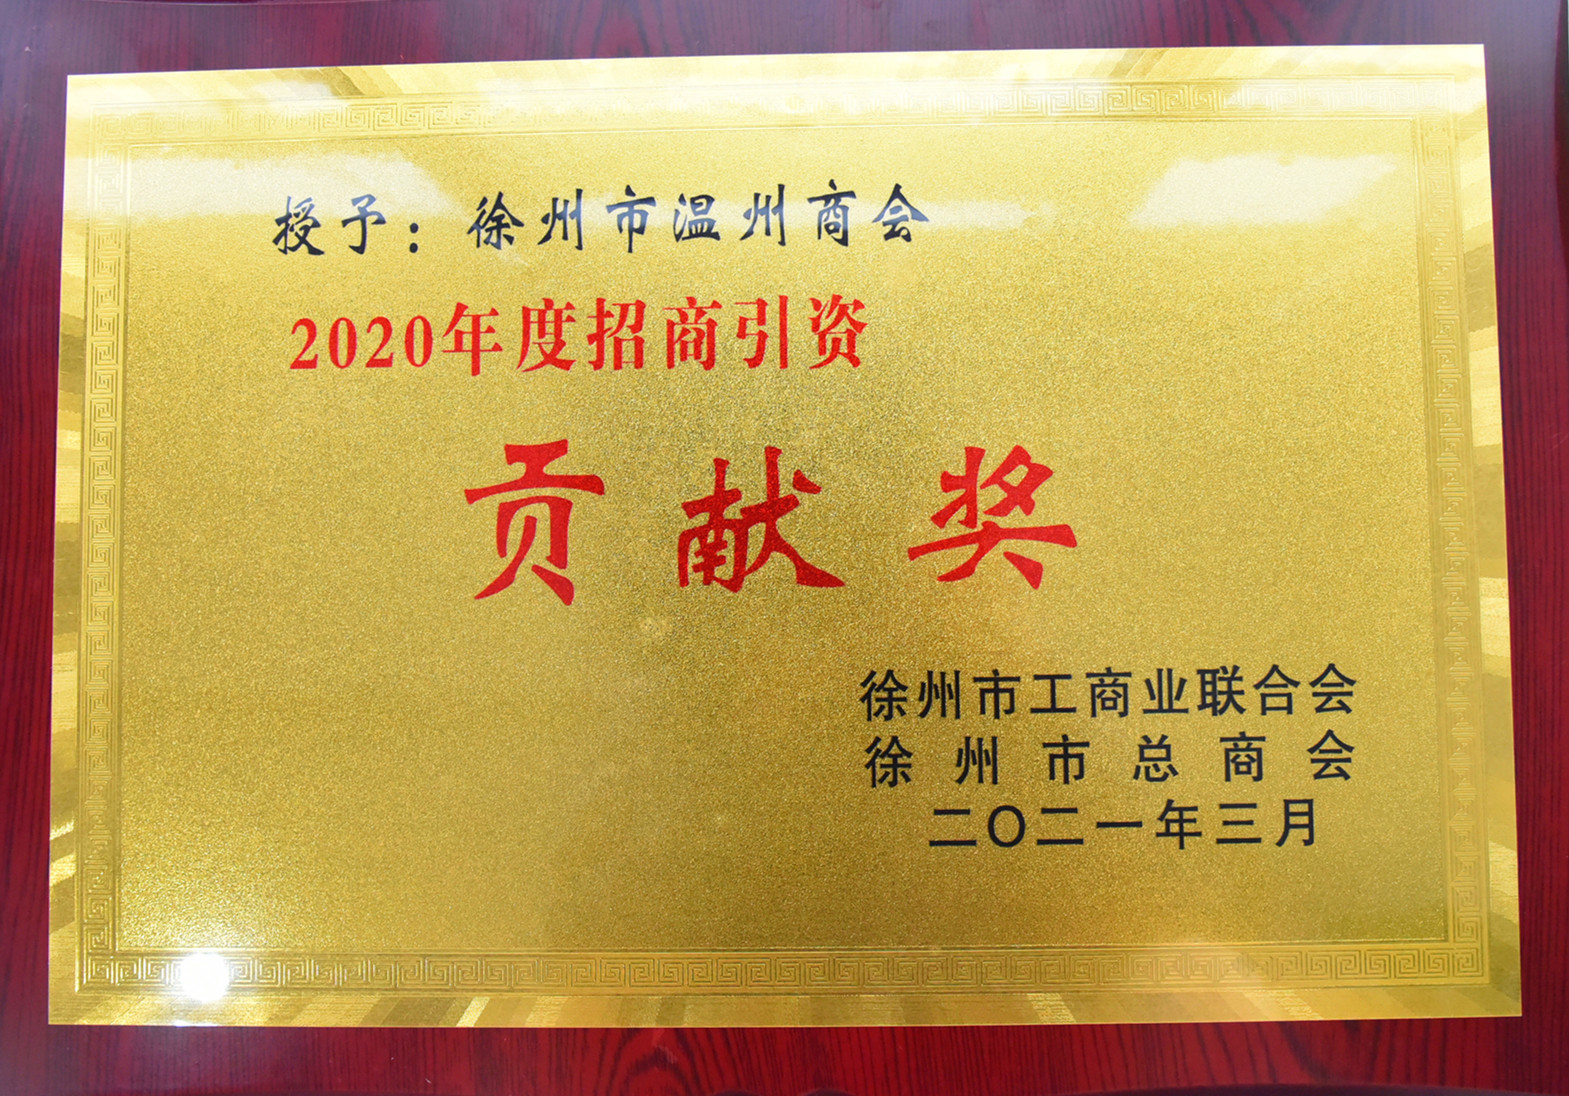 授予：徐州市温州商会
2020年度招商引资
贡献奖
徐州市工商业联合会
徐州市总商会
二〇二一年三月